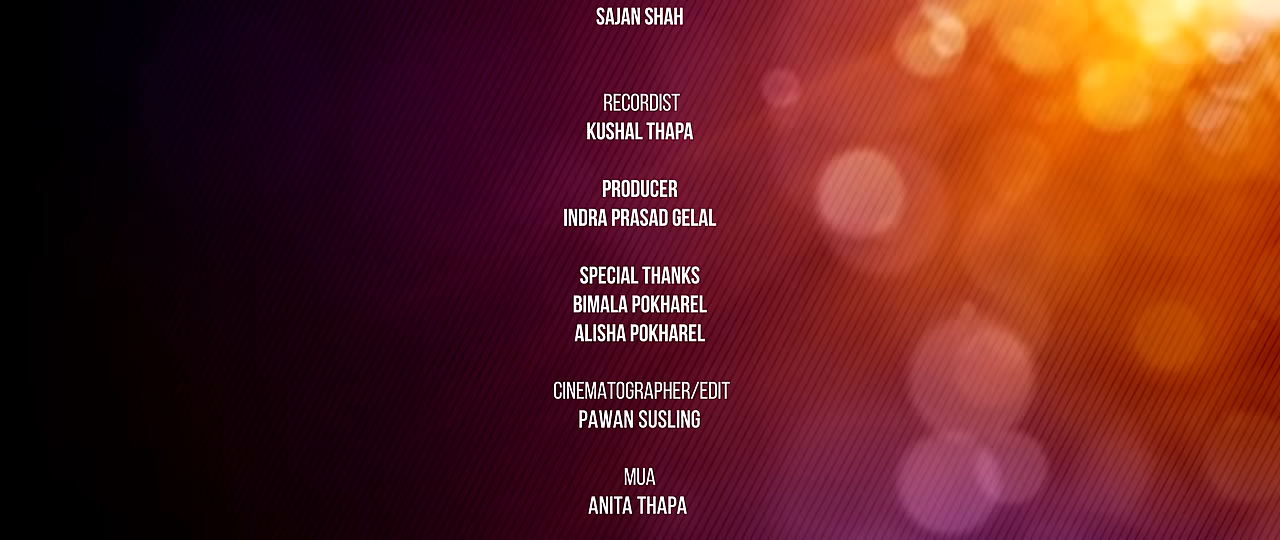 SAJAN SHAH
RECORDIST
KUSHAL THAPA
PRODUCER
INDRA PRASAD GELAL
SPECIAL THANKS
BIMALA POKHAREL
ALISHA POKHAREL
CINEMATOGRAPHER/EDIT
PAWAN SUSLING
MUA
ANITA THAPA